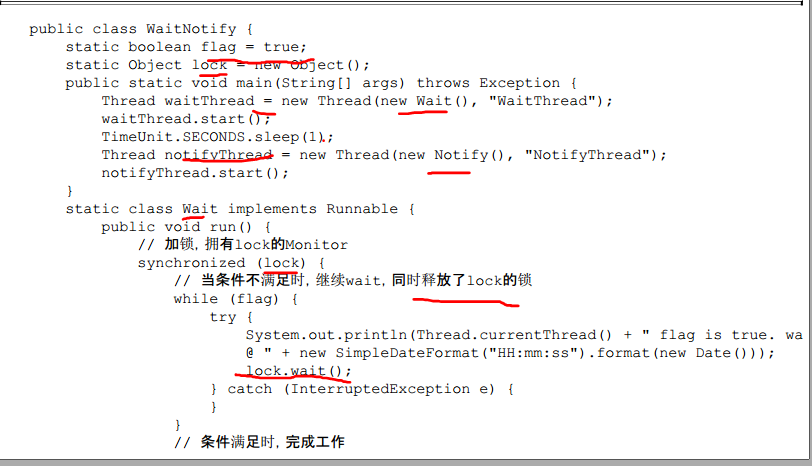 public class WaitNotify {
static boolean flag = true;
static Object lock = new Object();
public static void main(String[] args) throws Exception {
Thread waitThread = new Thread(new Wait(), "WaitThread");
waitThread.start();
TimeUnit.SECONDS.sleep(1);
Thread notifyThread = new Thread(new Notify(), "NotifyThread");
notifyThread.start();
}
static class Wait implements Runnable {
public void run() {
// 加锁，拥有lock的Monitor
synchronized (lock) {
// 当条件不满足时，继续wait，同时释放了lock的锁
while (flag) {
try {
System.out.println(Thread.currentThread() + " flag is true. wa
@ " + new SimpleDateFormat("HH:mm:ss").format(new Date()));
lock.wait();
} catch (InterruptedException e) {
}
}
// 条件满足时，完成工作